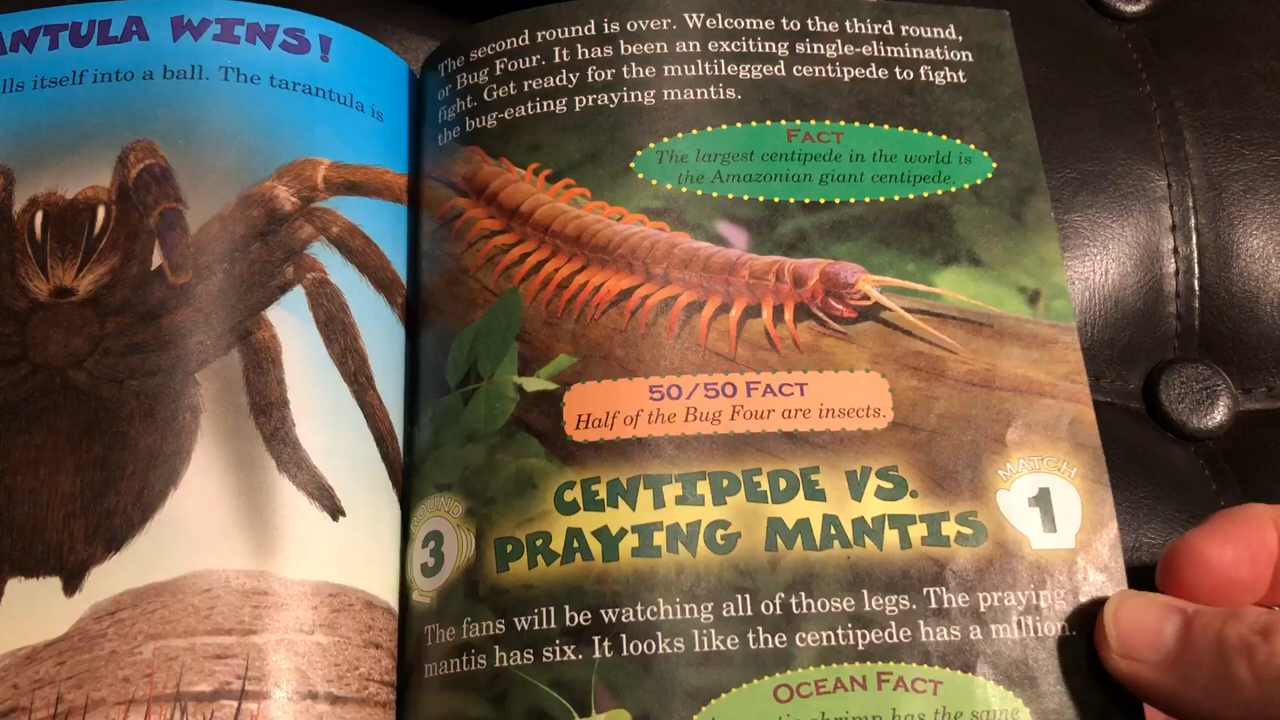 ANTULA WINS!
lls itself into a ball. The tarantula is
The second round is over. Welcome to the third round,
or Bug Four. It has been an exciting single-elimination
fight. Get ready for the multilegged centipede to fight
the bug-eating praying mantis.
FACT
The largest centipede in the world is
the Amazonian giant centipede.
50/50 FACT
Half of the Bug Four are insects.
MATCH
1
CENTIPEDE VS.
PRAYING MANTIS
ROUND
3
The fans will be watching all of those legs. The praying
mantis has six. It looks like the centipede has a million.
OCEAN FACT
shrimp has the same